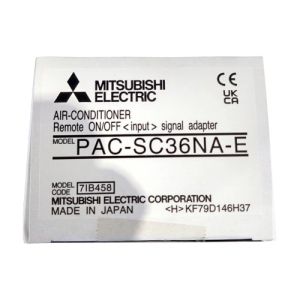 MITSUBISHI
ELECTRIC
CE
UK
CA
AIR-CONDITIONER
Remote ON/OFF <input> signal adapter
MODEL PAC-SC36NA-E
MODEL CODE 7IB458
MITSUBISHI ELECTRIC CORPORATION
MADE IN JAPAN <H> KF79D146H37